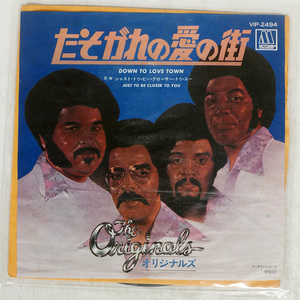 VIP-2494
たそがれの愛の街
MOTOWN
DOWN TO LOVE TOWN
B/W ジャスト・トゥ・ビー・クローサー・トゥ・ユー
JUST TO BE CLOSER TO YOU
The
Originals
オリジナルズ
¥600